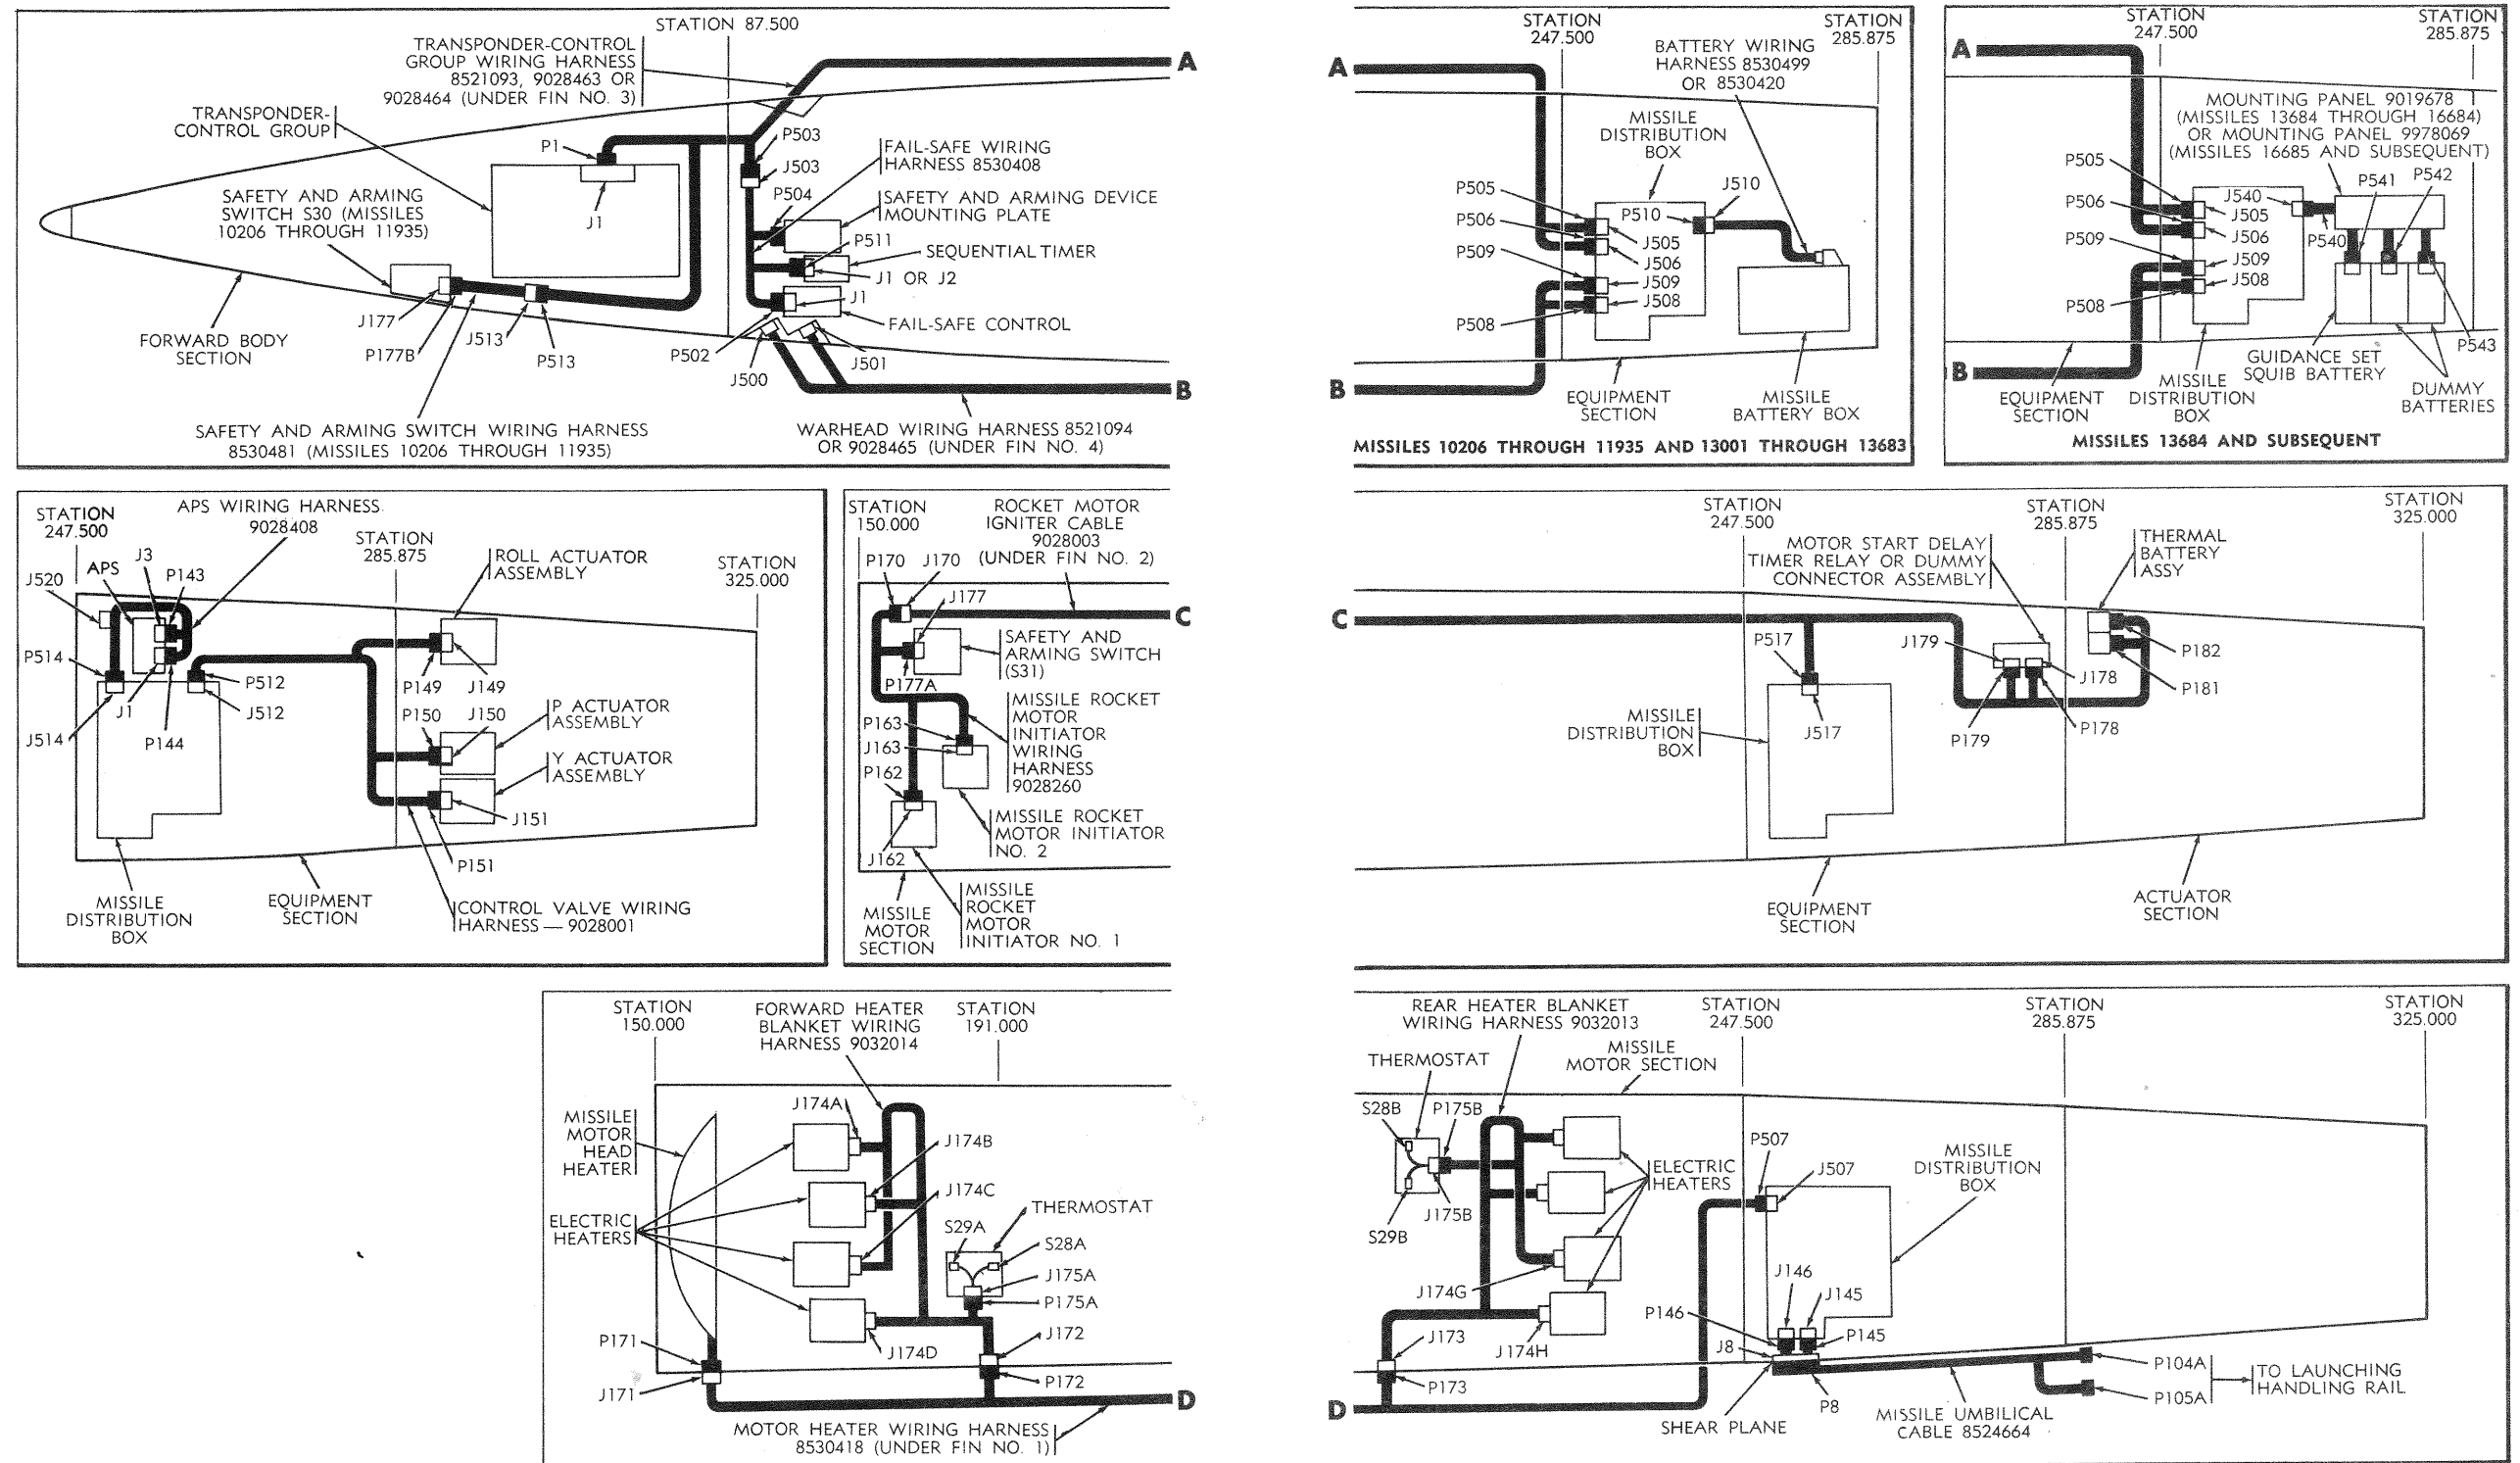 STATION 87.500
TRANSPONDER-CONTROL
GROUP WIRING HARNESS
8521093, 9028463 OR
9028464 (UNDER FIN NO. 3)
A
TRANSPONDER-
CONTROL GROUP
P1
J1
P503
J503
FAIL-SAFE WIRING
HARNESS 8530408
P504
SAFETY AND ARMING DEVICE
MOUNTING PLATE
SAFETY AND ARMING
SWITCH S30 (MISSILES
10206 THROUGH 11935)
P511
SEQUENTIAL TIMER
J1 OR J2
J1
FAIL-SAFE CONTROL
J177
P177B
J513
P513
P502
J500
J501
FORWARD BODY
SECTION
B
SAFETY AND ARMING SWITCH WIRING HARNESS
8530481 (MISSILES 10206 THROUGH 11935)
WARHEAD WIRING HARNESS 8521094
OR 9028465 (UNDER FIN NO. 4)
STATION
247.500
STATION
285.875
BATTERY WIRING
HARNESS 8530499
OR 8530420
A
MISSILE
DISTRIBUTION
BOX
P505
P506
P509
P508
P510
J510
J505
J506
J509
J508
B
EQUIPMENT
SECTION
MISSILE
BATTERY BOX
MISSILES 10206 THROUGH 11935 AND 13001 THROUGH 13683
STATION
247.500
STATION
285.875
A
MOUNTING PANEL 9019678
(MISSILES 13684 THROUGH 16684)
OR MOUNTING PANEL 9978069
(MISSILES 16685 AND SUBSEQUENT)
P505
P506
P509
P508
J540
J505
J506
J509
J508
P540
P541
P542
P543
B
EQUIPMENT
SECTION
MISSILE
DISTRIBUTION
BOX
GUIDANCE SET
SQUIB BATTERY
DUMMY
BATTERIES
MISSILES 13684 AND SUBSEQUENT
STATION
247.500
APS WIRING HARNESS
9028408
STATION
285.875
STATION
325.000
J520
APS
J3
P143
ROLL ACTUATOR
ASSEMBLY
P514
J514
J1
P144
P512
J512
P149
J149
P150
J150
P ACTUATOR
ASSEMBLY
Y ACTUATOR
ASSEMBLY
J151
P151
MISSILE
DISTRIBUTION
BOX
EQUIPMENT
SECTION
CONTROL VALVE WIRING
HARNESS — 9028001
STATION
150.000
ROCKET MOTOR
IGNITER CABLE
9028003
(UNDER FIN NO. 2)
P170
J170
J177
C
SAFETY AND
ARMING SWITCH
(S31)
P177A
P163
J163
P162
J162
MISSILE ROCKET
MOTOR
INITIATOR
WIRING
HARNESS
9028260
MISSILE ROCKET
MOTOR INITIATOR
NO. 2
MISSILE
MOTOR
SECTION
MISSILE
ROCKET
MOTOR
INITIATOR NO. 1
STATION
247.500
STATION
285.875
STATION
325.000
MOTOR START DELAY
TIMER RELAY OR DUMMY
CONNECTOR ASSEMBLY
THERMAL
BATTERY
ASSY
C
P517
J517
J179
J178
P179
P178
P182
P181
MISSILE
DISTRIBUTION
BOX
EQUIPMENT
SECTION
ACTUATOR
SECTION
STATION
150.000
FORWARD HEATER
BLANKET WIRING
HARNESS 9032014
STATION
191.000
MISSILE
MOTOR
HEAD
HEATER
J174A
J174B
J174C
J174D
ELECTRIC
HEATERS
THERMOSTAT
S29A
S28A
J175A
P175A
J172
P172
P171
J171
D
MOTOR HEATER WIRING HARNESS
8530418 (UNDER FIN NO. 1)
REAR HEATER BLANKET
WIRING HARNESS 9032013
STATION
247.500
STATION
285.875
STATION
325.000
THERMOSTAT
MISSILE
MOTOR SECTION
S28B
P175B
J175B
S29B
ELECTRIC
HEATERS
J174G
J174H
J173
P173
D
P507
J507
MISSILE
DISTRIBUTION
BOX
J146
J145
P146
P145
J8
P8
SHEAR PLANE
MISSILE UMBILICAL
CABLE 8524664
P104A
P105A
TO LAUNCHING
HANDLING RAIL